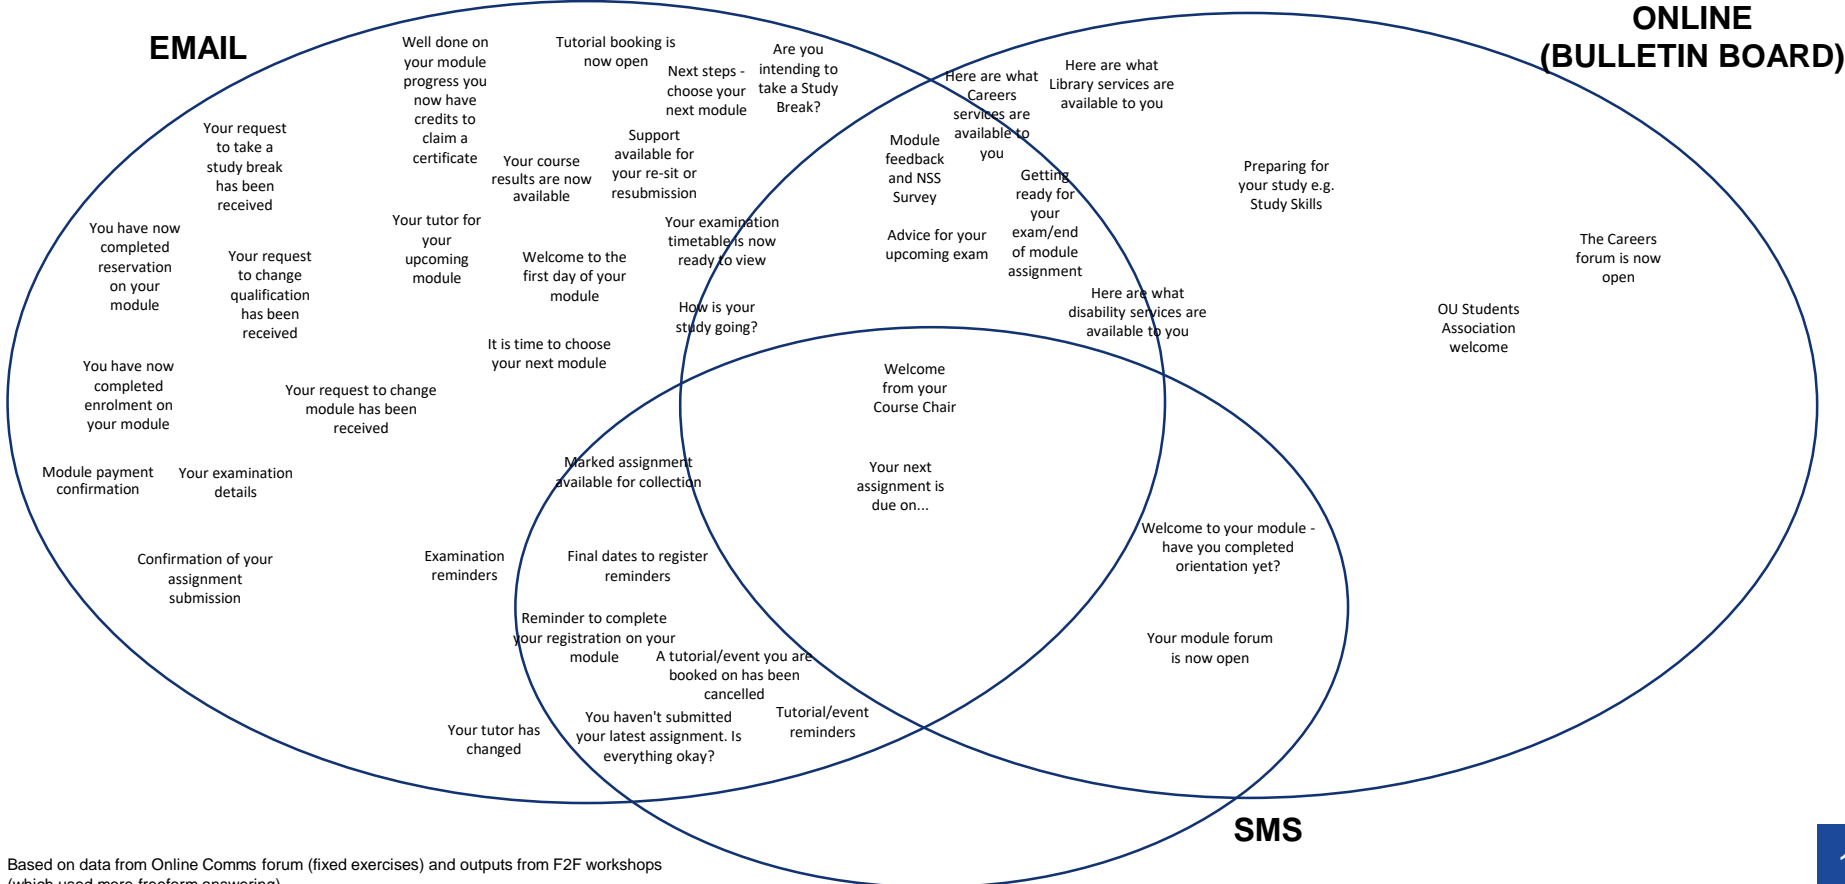 EMAIL
ONLINE
(BULLETIN BOARD)
Well done on
your module
progress you
now have
credits to
claim a
certificate
Tutorial booking is
now open
Next steps -
choose your
next module
Are you
intending to
take a Study
Break?
Here are what
Careers
services are
available to
you
Here are what
Library services are
available to you
Your request
to take a
study break
has been
received
Your course
results are now
available
Support
available for
your re-sit or
resubmission
Module
feedback
and NSS
Survey
Getting
ready for
your
exam/end
of module
assignment
Preparing for
your study e.g.
Study Skills
You have now
completed
reservation
on your
module
Your request
to change
qualification
has been
received
Your tutor for
your
upcoming
module
Welcome to the
first day of your
module
Your examination
timetable is now
ready to view
Advice for your
upcoming exam
The Careers
forum is now
open
How is your
study going?
Here are what
disability services are
available to you
OU Students
Association
welcome
It is time to choose
your next module
You have now
completed
enrolment on
your module
Your request to change
module has been
received
Welcome
from your
Course Chair
Module payment
confirmation
Your examination
details
Marked assignment
available for collection
Your next
assignment is
due on...
Confirmation of your
assignment
submission
Examination
reminders
Final dates to register
reminders
Welcome to your module -
have you completed
orientation yet?
Reminder to complete
your registration on your
module
A tutorial/event you are
booked on has been
cancelled
Your module forum
is now open
Your tutor has
changed
You haven't submitted
your latest assignment. Is
everything okay?
Tutorial/event
reminders
SMS
Based on data from Online Comms forum (fixed exercises) and outputs from F2F workshops
(which used more freeform answering)